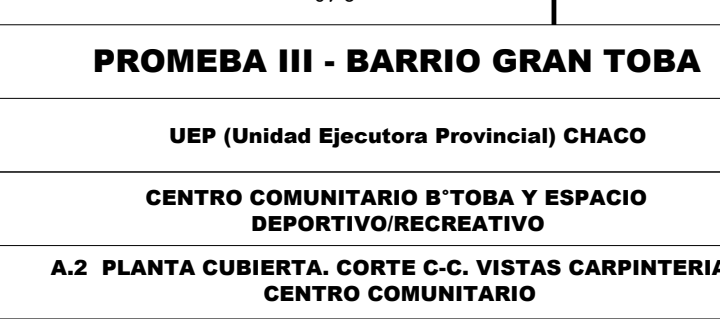 PROMEBA III - BARRIO GRAN TOBA
UEP (Unidad Ejecutora Provincial) CHACO
CENTRO COMUNITARIO B°TOBA Y ESPACIO
DEPORTIVO/RECREATIVO
A.2 PLANTA CUBIERTA. CORTE C-C. VISTAS CARPINTERIA
CENTRO COMUNITARIO